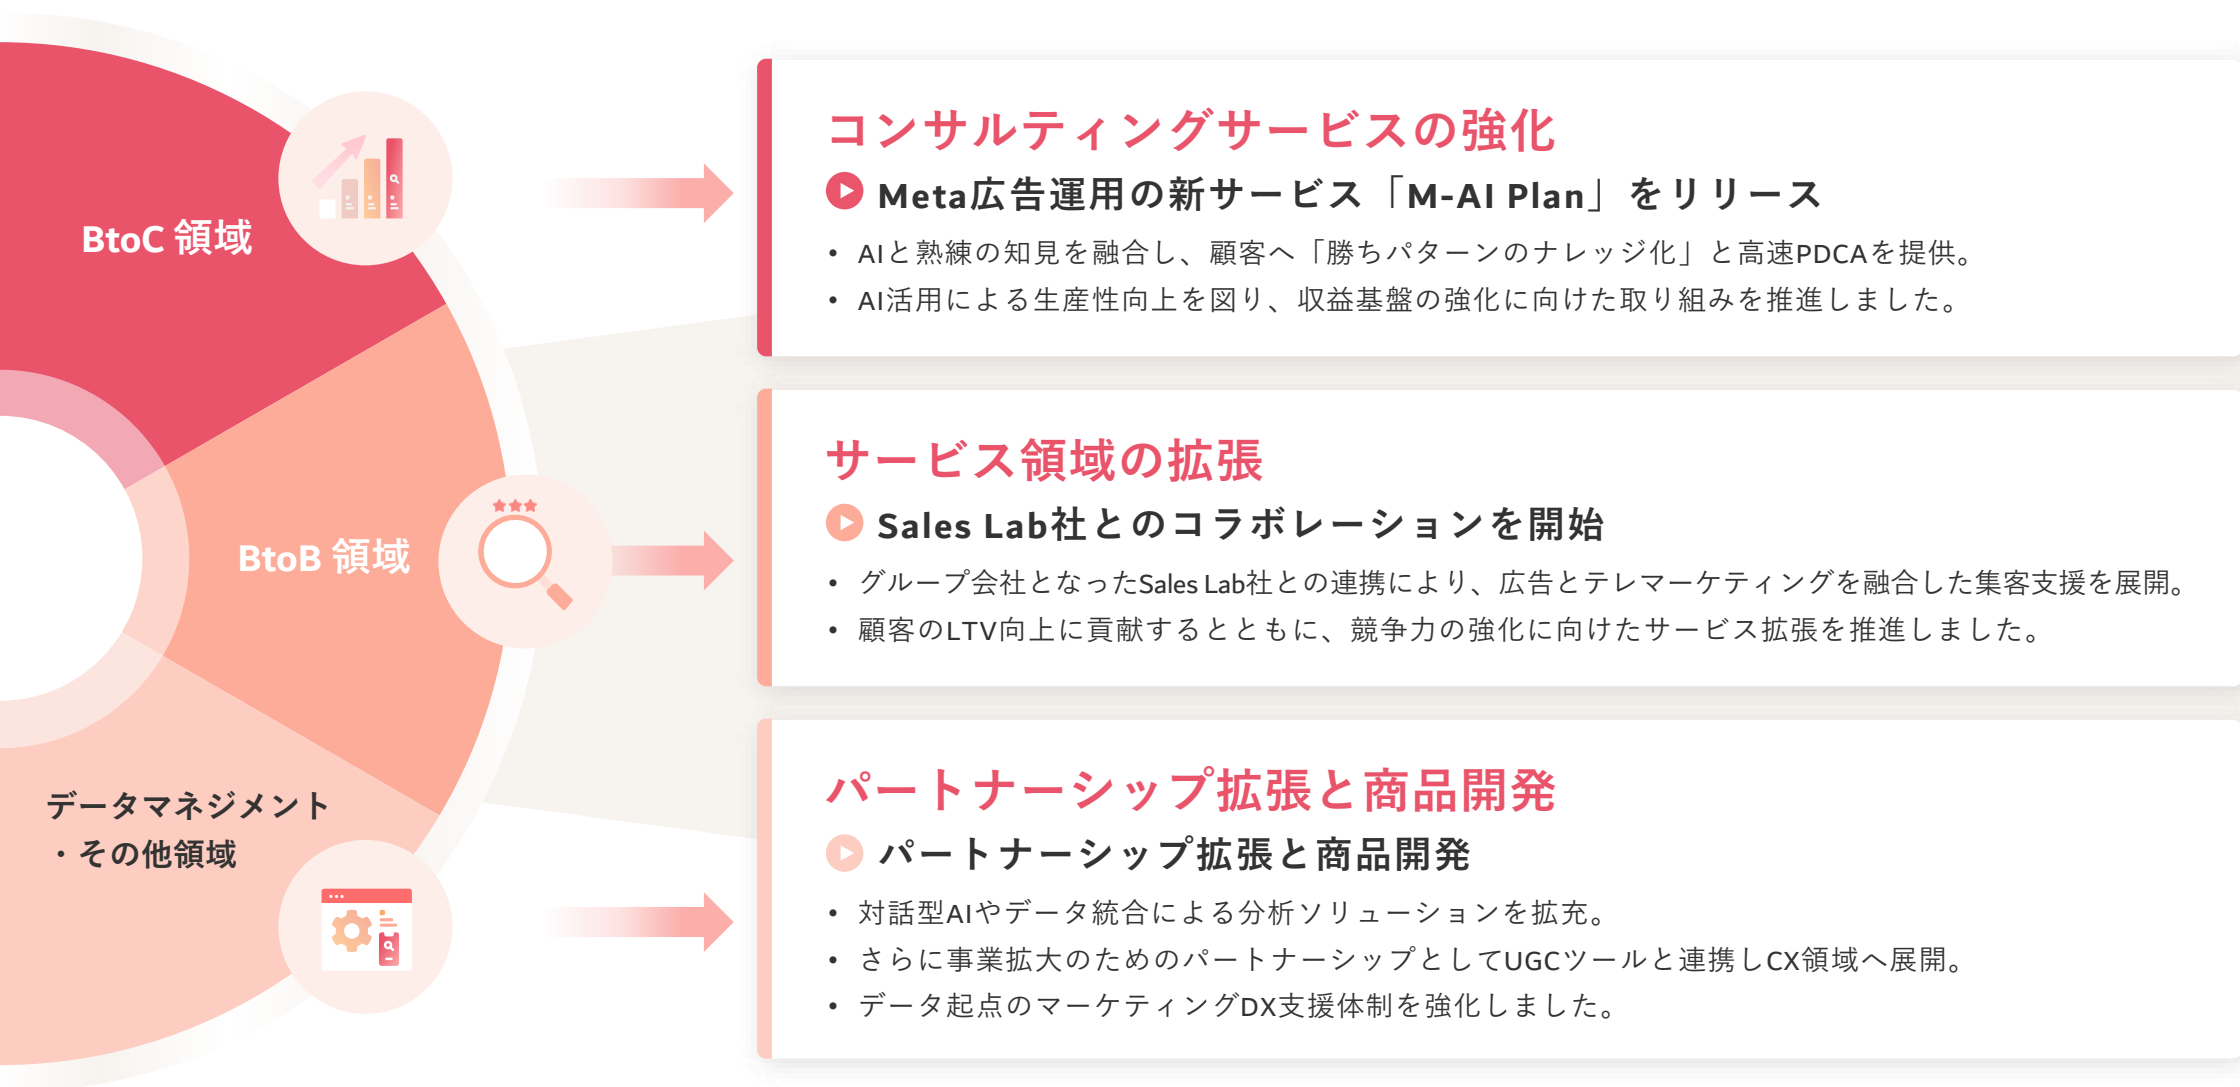 BtoC 領域
コンサルティングサービスの強化
Meta広告運用の新サービス「M-AI Plan」をリリース
• AIと熟練の知見を融合し、顧客へ「勝ちパターンのナレッジ化」と高速PDCAを提供。
• AI活用による生産性向上を図り、収益基盤の強化に向けた取り組みを推進しました。
BtoB 領域
サービス領域の拡張
Sales Lab社とのコラボレーションを開始
• グループ会社となったSales Lab社との連携により、広告とテレマーケティングを融合した集客支援を展開。
• 顧客のLTV向上に貢献するとともに、競争力の強化に向けたサービス拡張を推進しました。
データマネジメント
・その他領域
パートナーシップ拡張と商品開発
パートナーシップ拡張と商品開発
• 対話型AIやデータ統合による分析ソリューションを拡充。
• さらに事業拡大のためのパートナーシップとしてUGCツールと連携しCX領域へ展開。
• データ起点のマーケティングDX支援体制を強化しました。